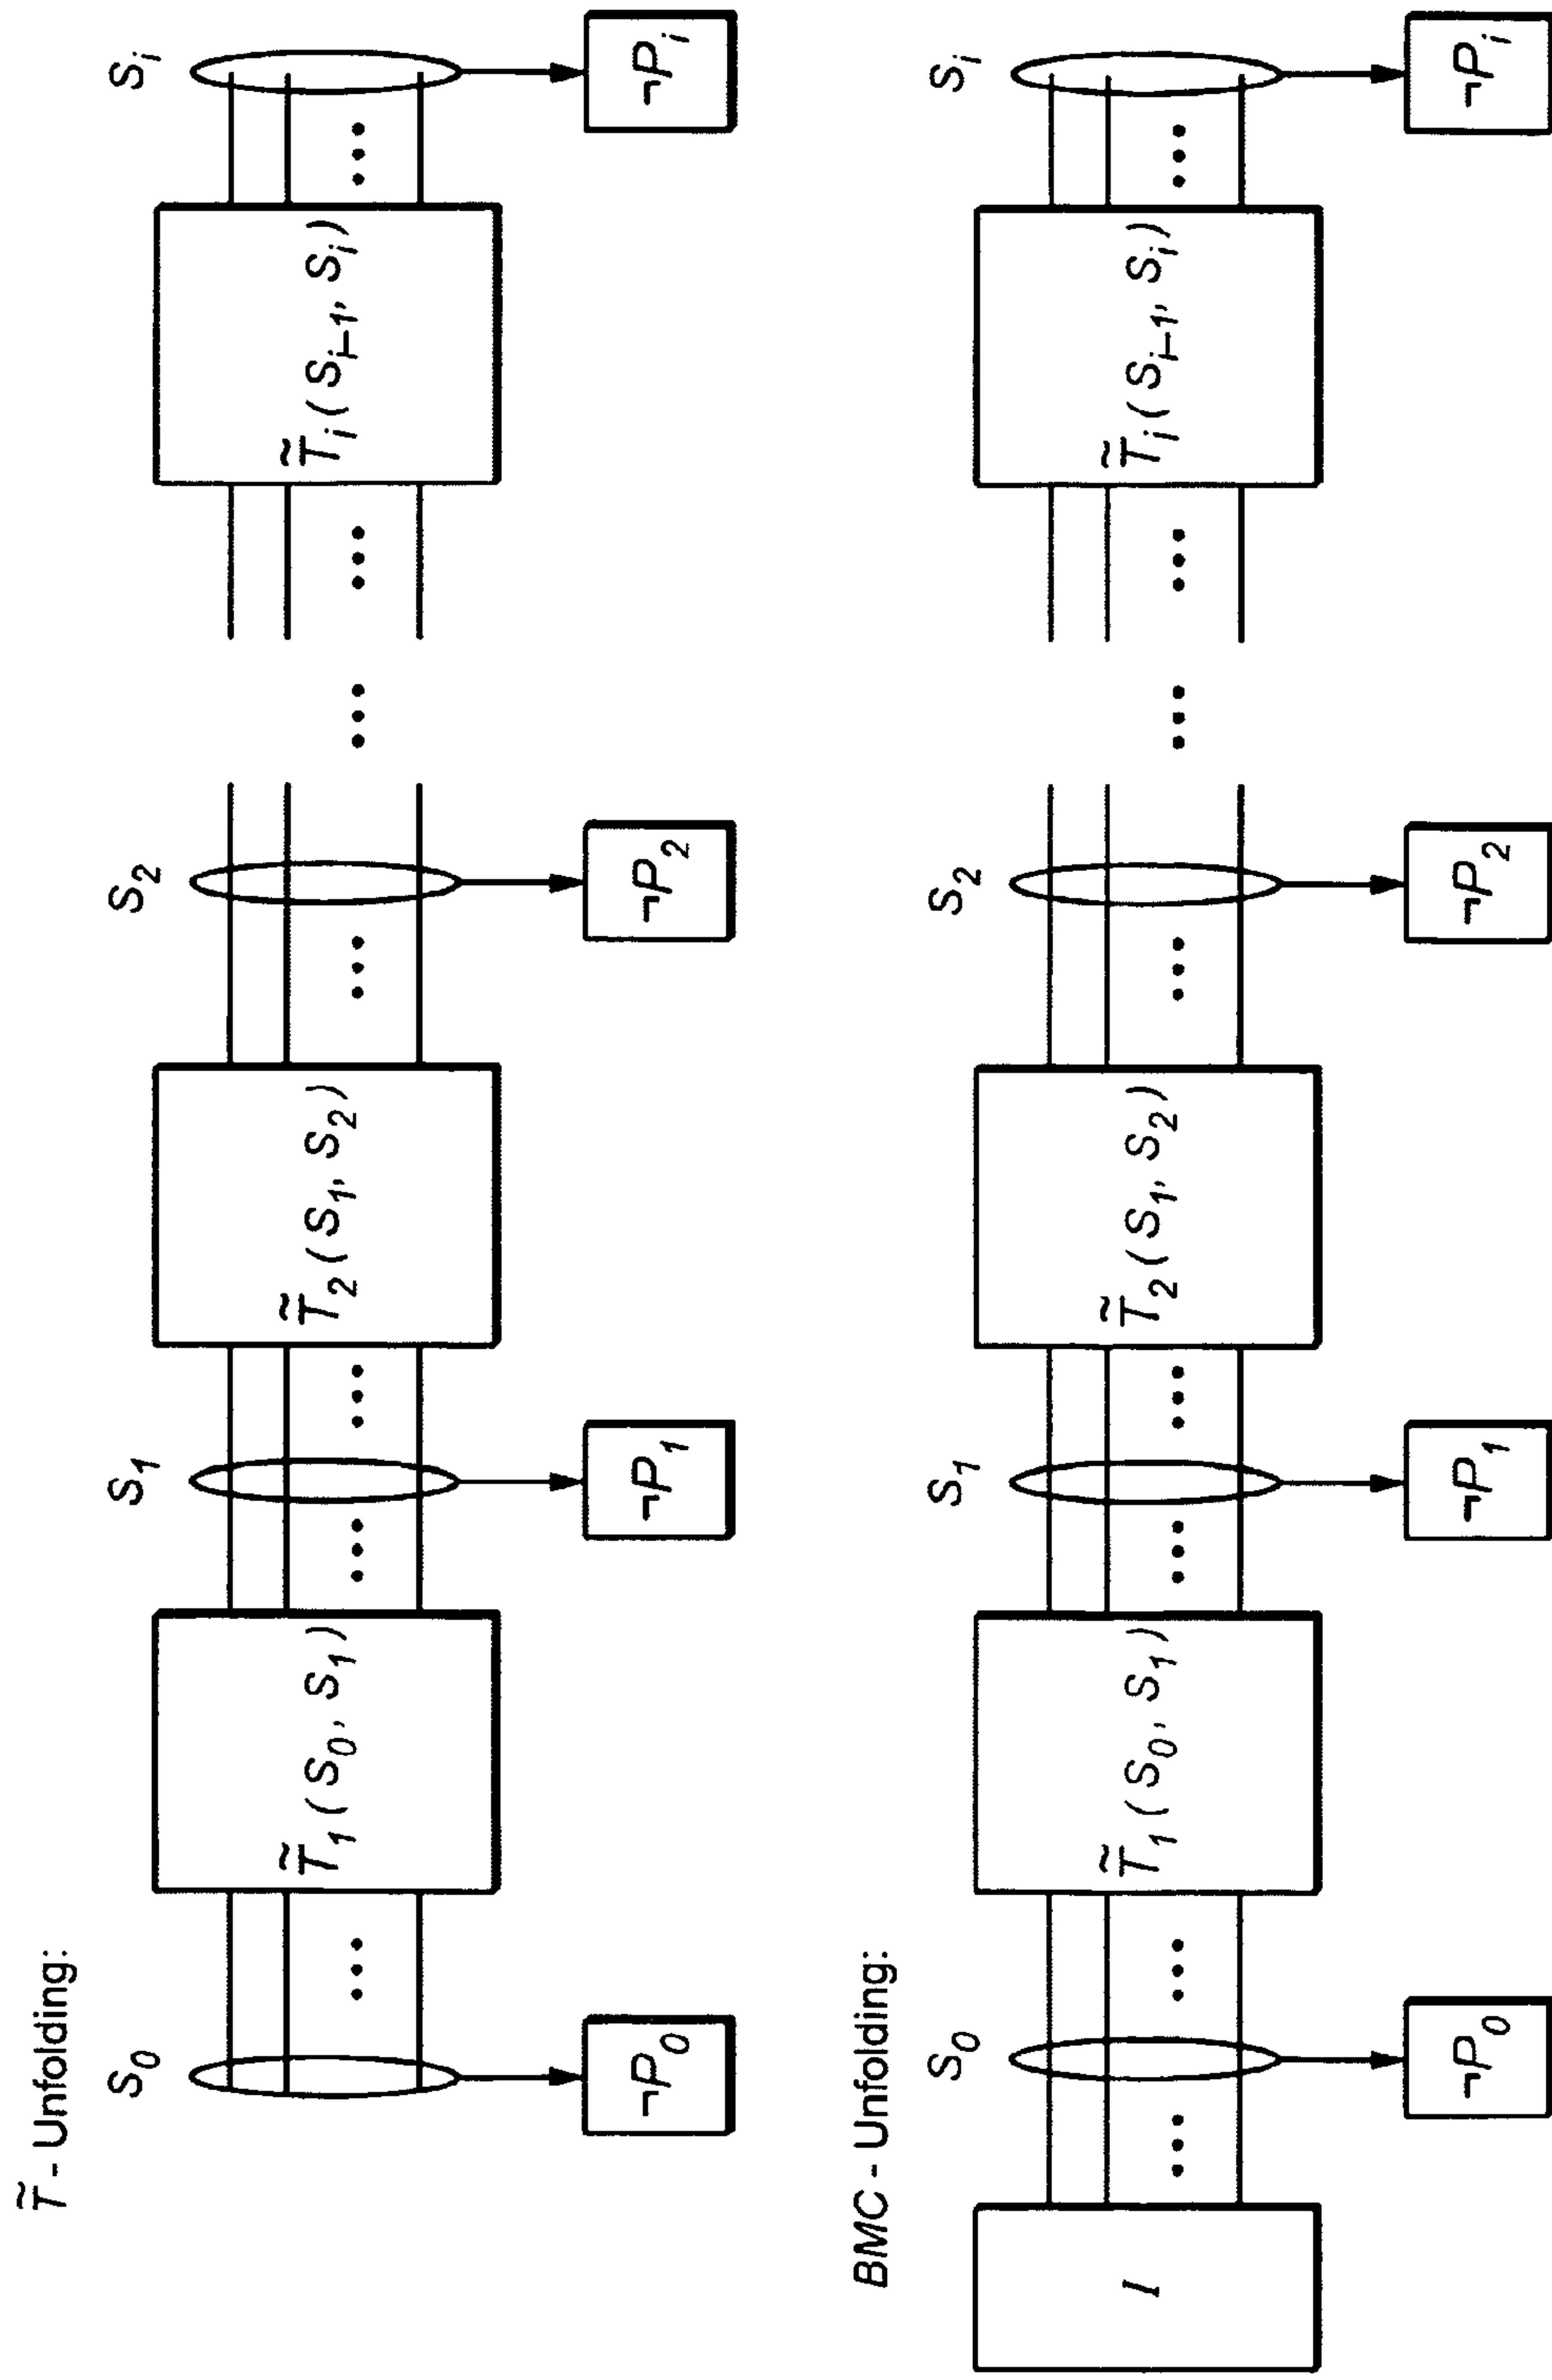 T̃ - Unfolding:
S₀ S₁ S₂ Sᵢ
T̃₁ ( S₀, S₁ ) T̃₂ ( S₁, S₂ ) T̃ᵢ ( Sᵢ₋₁, Sᵢ )
... ... ... ... ... ... ...
¬P₀ ¬P₁ ¬P₂ ¬Pᵢ
BMC - Unfolding:
S₀ S₁ S₂ Sᵢ
I T̃₁ ( S₀, S₁ ) T̃₂ ( S₁, S₂ ) T̃ᵢ ( Sᵢ₋₁, Sᵢ )
... ... ... ... ... ... ... ...
¬P₀ ¬P₁ ¬P₂ ¬Pᵢ